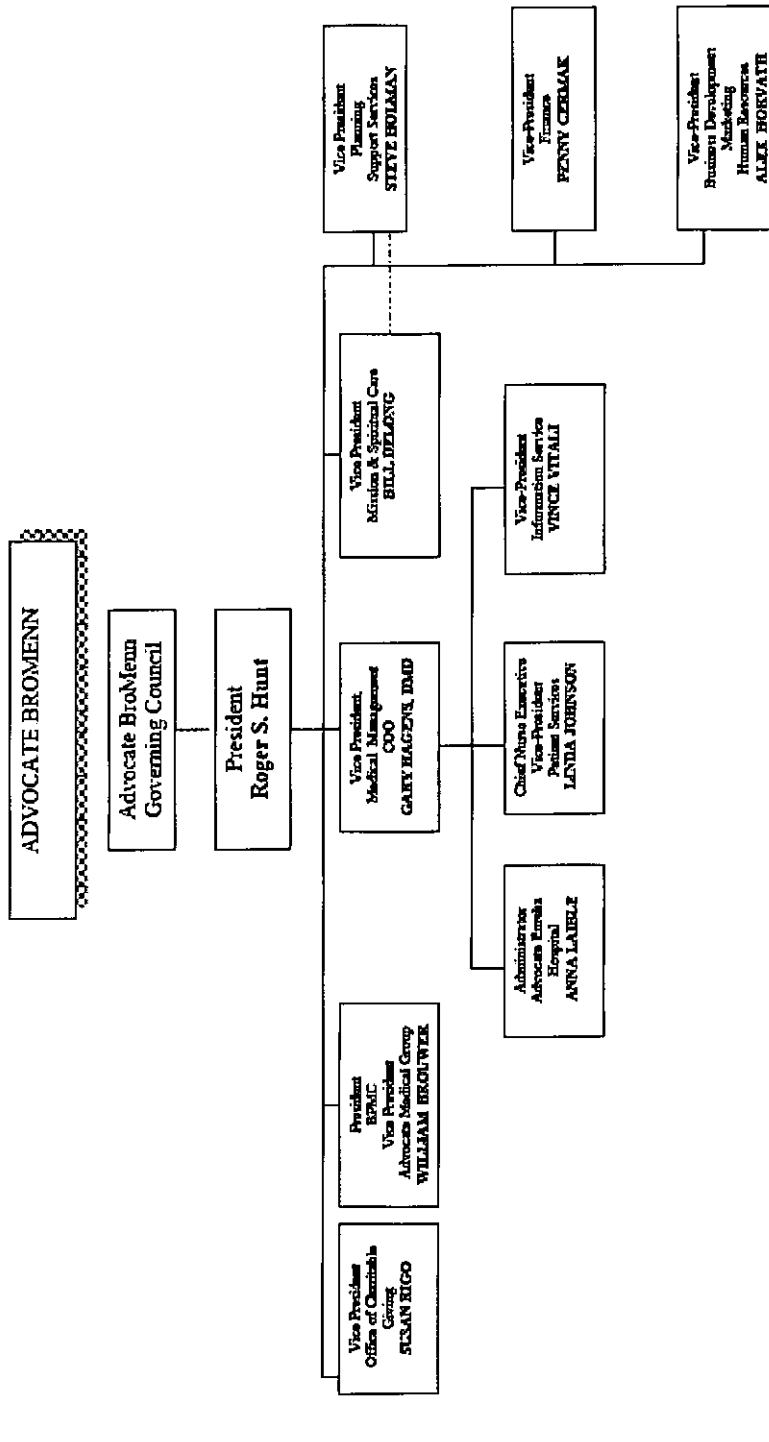 ADVOCATE BROMENN
Advocate BroMenn
Governing Council
President
Roger S. Hunt
Vice President
Office of Charitable
Giving
SUSAN RIGO
President
BPMC
Vice President
Advocate Medical Group
WILLIAM BROUWER
Vice President,
Medical Management
COO
GARY HAGENS, DMD
Vice President
Mission & Spiritual Care
BILL DELONG
Vice President
Planning
Support Services
STEVE HOLMAN
Vice-President
Finance
PENNY CERMAK
Vice-President
Business Development
Marketing
Human Resources
ALEX HORVATH
Administrator
Advocate Eureka
Hospital
ANNA LAIBLE
Chief Nurse Executive
Vice-President
Patient Services
LINDA JOHNSON
Vice-President
Information Service
VINCE VITALI